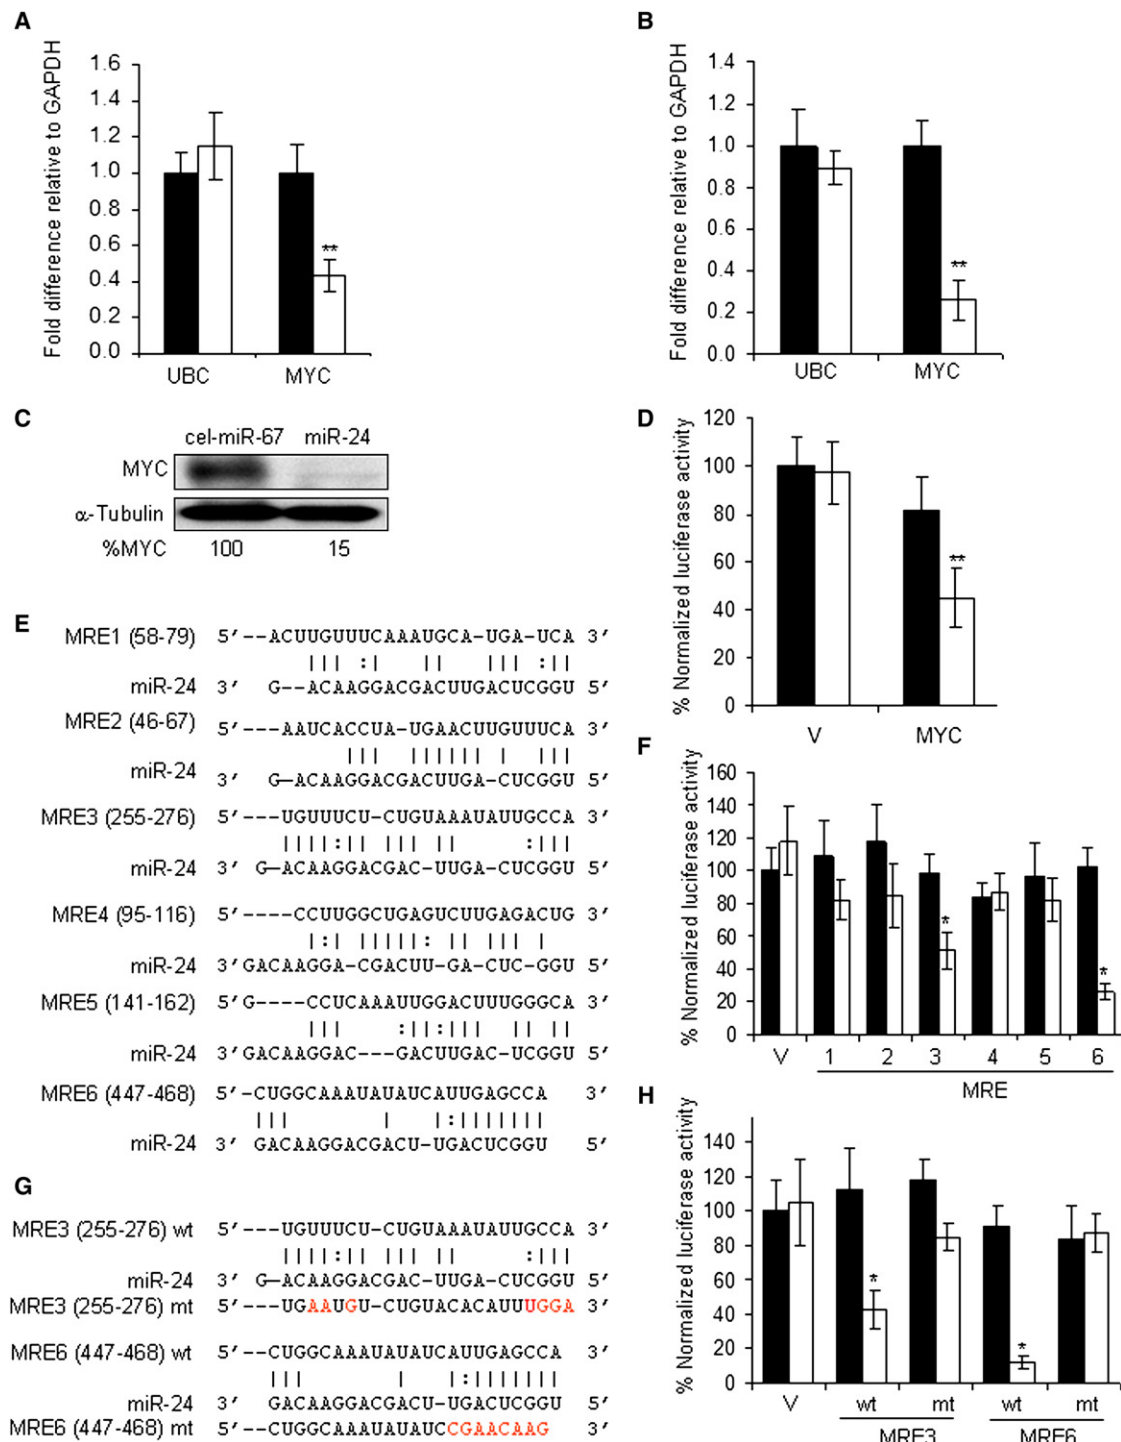 A
Fold difference relative to GAPDH
1.6
1.4
1.2
1.0
0.8
0.6
0.4
0.2
0.0
**
UBC MYC
B
Fold difference relative to GAPDH
1.4
1.2
1.0
0.8
0.6
0.4
0.2
0.0
**
UBC MYC
C
cel-miR-67 miR-24
MYC
α-Tubulin
%MYC 100 15
D
% Normalized luciferase activity
120
100
80
60
40
20
0
**
V MYC
E
MRE1 (58-79) 5′---ACUUGUUUCAAAUGCA-UGA-UCA 3′
||| :| || ||| :||
miR-24 3′ G--ACAAGGACGACUUGACUCGGU 5′
MRE2 (46-67) 5′---AAUCACCUA-UGAACUUGUUUCA 3′
||| |||||| | |||
miR-24 3′ G—ACAAGGACGACUUGA-CUCGGU 5′
MRE3 (255-276) 5′---UGUUUCU-CUGUAAAUAUUGCCA 3′
||||:|| ||| || :|||
miR-24 3′ G—ACAAGGACGAC-UUGA-CUCGGU 5′
MRE4 (95-116) 5′----CCUUGGCUGAGUCUUGAGACUG 3′
|:| |||||: || ||| |
miR-24 3′GACAAGGA-CGACUU-GA-CUC-GGU 5′
MRE5 (141-162) 5′G----CCUCAAAUUGGACUUUGGGCA 3′
||| :||:||| || ||
miR-24 3′GACAAGGAC---GACUUGAC-UCGGU 5′
MRE6 (447-468) 5′-CUGGCAAAUAUAUCAUUGAGCCA 3′
||| | |:|||||||
miR-24 3′ GACAAGGACGACU-UGACUCGGU 5′
F
% Normalized luciferase activity
160
140
120
100
80
60
40
20
0
*
*
V 1 2 3 4 5 6
MRE
G
MRE3 (255-276) wt 5′---UGUUUCU-CUGUAAAUAUUGCCA 3′
||||:|| ||| || :|||
miR-24 3′ G—ACAAGGACGAC-UUGA-CUCGGU 5′
MRE3 (255-276) mt 5′---UGAAUGU-CUGUACACAUUUGGA 3′
MRE6 (447-468) wt 5′--CUGGCAAAUAUAUCAUUGAGCCA 3′
||| | |:|||||||
miR-24 3′ GACAAGGACGACU-UGACUCGGU 5′
MRE6 (447-468) mt 5′--CUGGCAAAUAUAUCCGAACAAG 3′
H
% Normalized luciferase activity
140
120
100
80
60
40
20
0
*
*
V wt mt wt mt
MRE3 MRE6